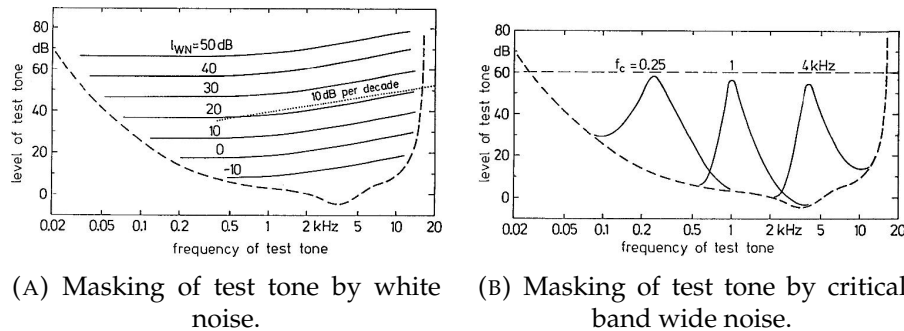 80
dB
60
40
20
0
level of test tone
lWN=50 dB
40
30
20
10
0
-10
10 dB per decade
0.02 0.05 0.1 0.2 0.5 1 2 kHz 5 10 20
frequency of test tone
(A) Masking of test tone by white
noise.
80
dB
60
40
20
0
level of test tone
fc = 0.25 1 4 kHz
0.02 0.05 0.1 0.2 0.5 1 2 kHz 5 10 20
frequency of test tone
(B) Masking of test tone by critical
band wide noise.